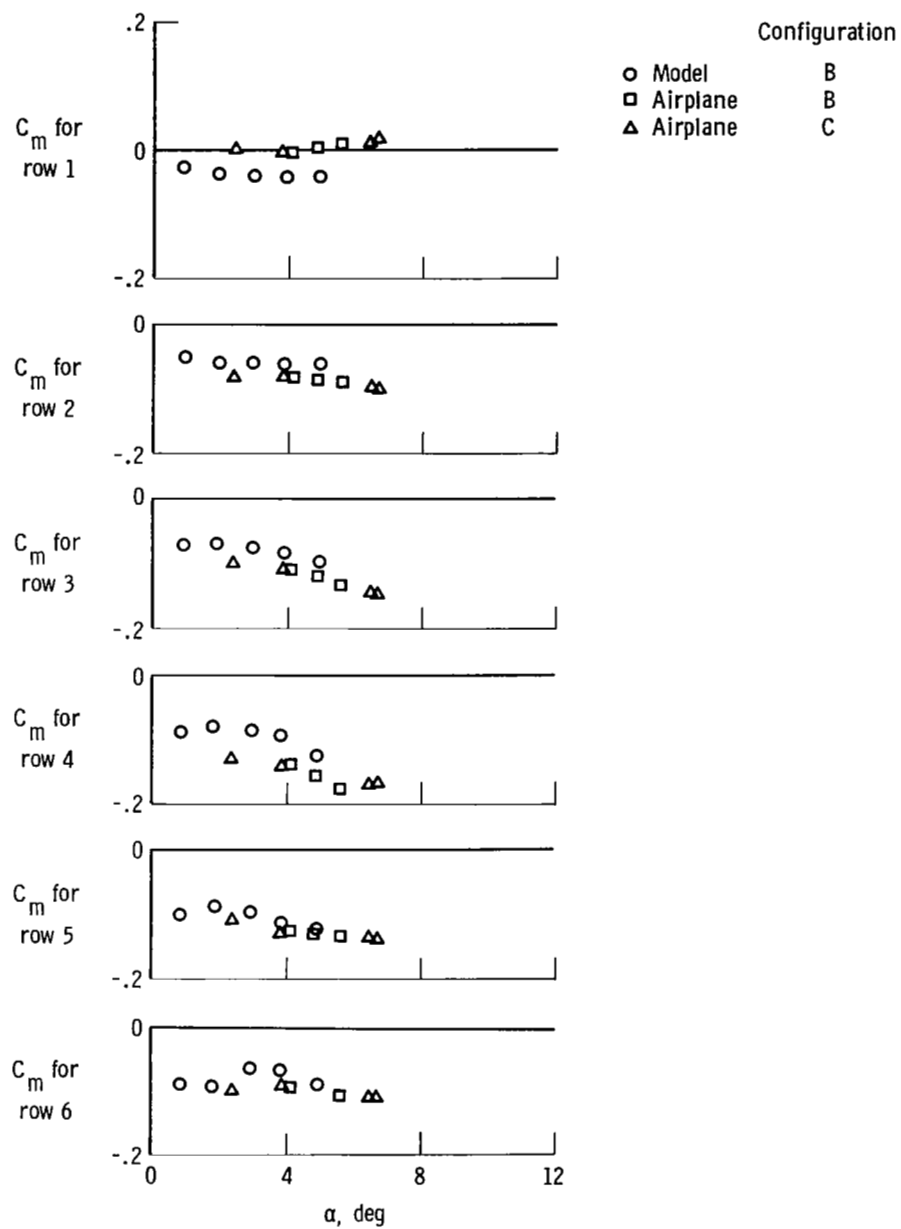 Configuration
Model B
Airplane B
Airplane C
.2
C_m for
row 1
0
-.2
0
C_m for
row 2
-.2
0
C_m for
row 3
-.2
0
C_m for
row 4
-.2
0
C_m for
row 5
-.2
0
C_m for
row 6
-.2
0 4 8 12
α, deg